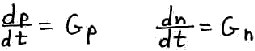 dp/dt = Gp    dn/dt = Gn